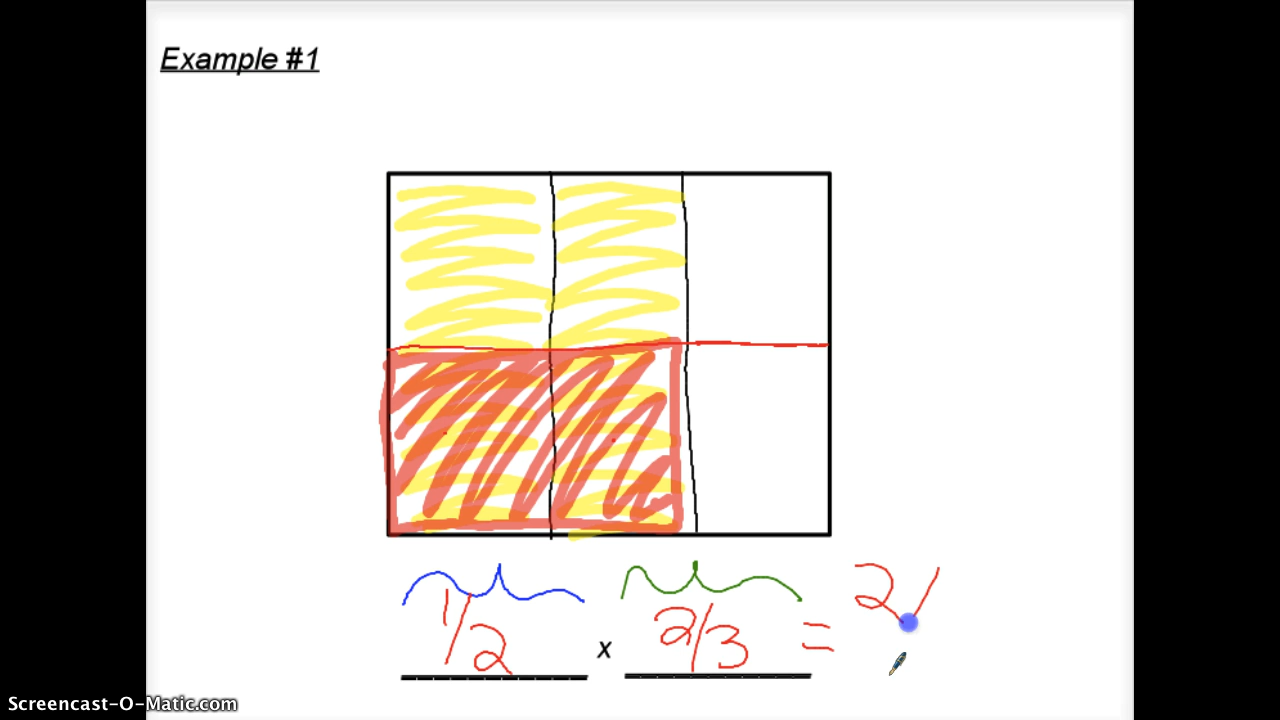 Example #1
1/2 x 2/3 = 2/
Screencast-O-Matic.com